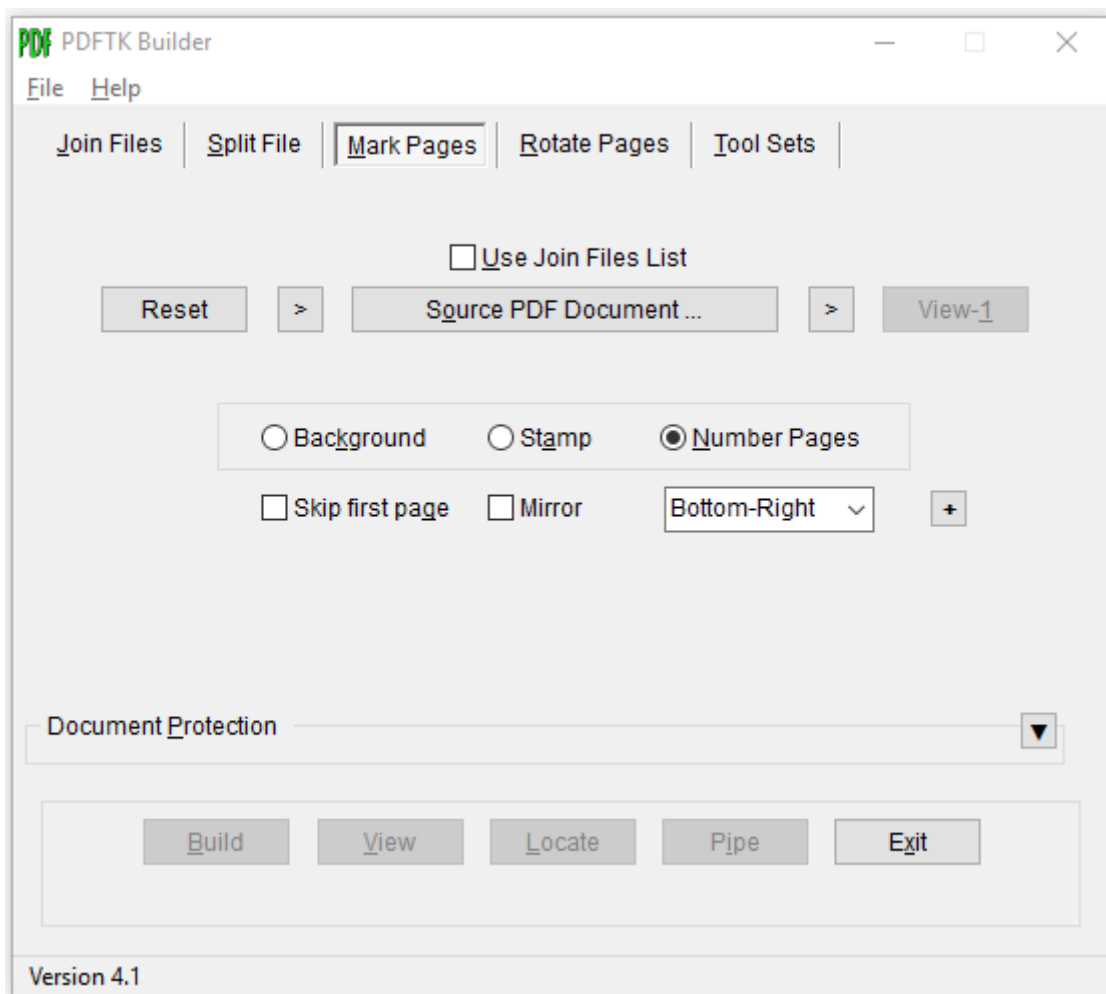 PDF PDFTK Builder
File Help
Join Files Split File Mark Pages Rotate Pages Tool Sets
Use Join Files List
Reset > Source PDF Document ... > View-1
Background Stamp Number Pages
Skip first page Mirror Bottom-Right +
Document Protection
Build View Locate Pipe Exit
Version 4.1